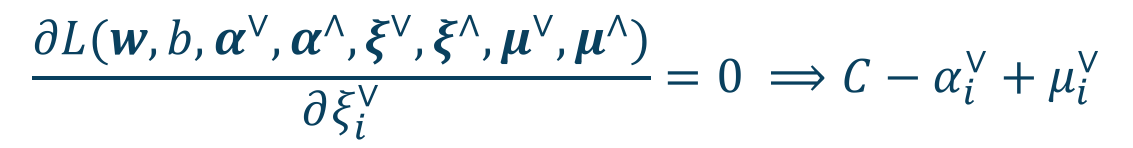 ∂L(𝒘, b, 𝜶^∨, 𝜶^∧, 𝝃^∨, 𝝃^∧, 𝝁^∨, 𝝁^∧) / ∂ξ_i^∨ = 0 ⟹ C − α_i^∨ + μ_i^∨